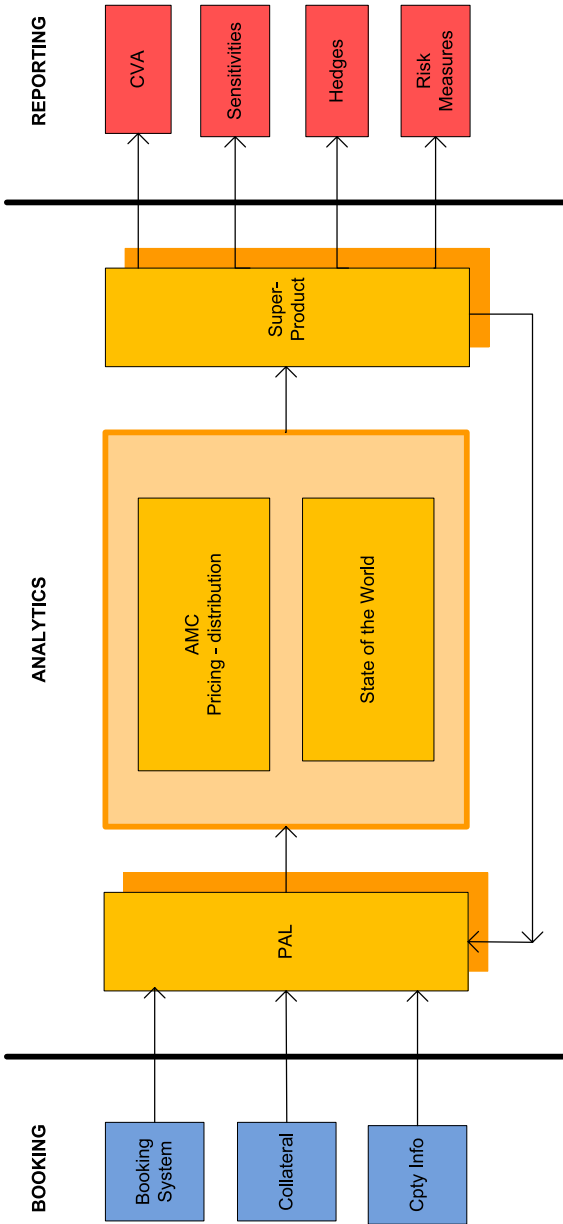 BOOKING
ANALYTICS
REPORTING
Booking
System
Collateral
Cpty Info
PAL
AMC
Pricing - distribution
State of the World
Super-
Product
CVA
Sensitivities
Hedges
Risk
Measures